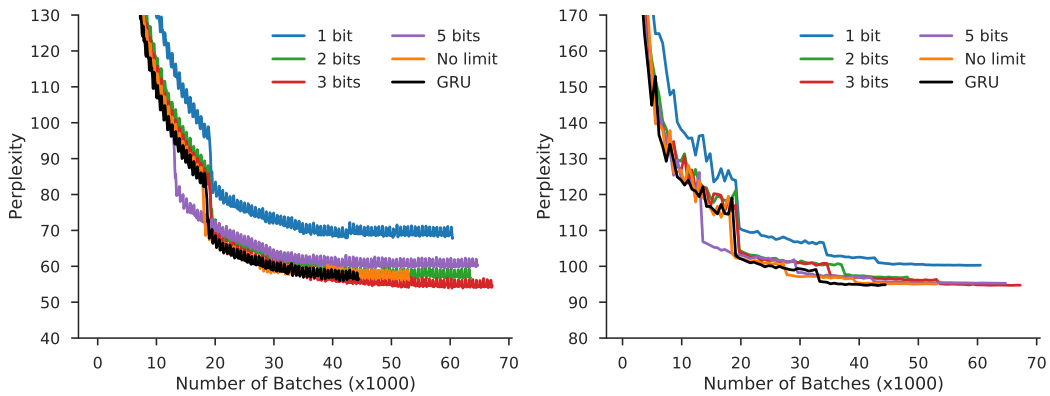 130
120
110
100
90
80
70
60
50
40
Perplexity
0 10 20 30 40 50 60 70
Number of Batches (x1000)
1 bit
2 bits
3 bits
5 bits
No limit
GRU
170
160
150
140
130
120
110
100
90
80
Perplexity
0 10 20 30 40 50 60 70
Number of Batches (x1000)
1 bit
2 bits
3 bits
5 bits
No limit
GRU